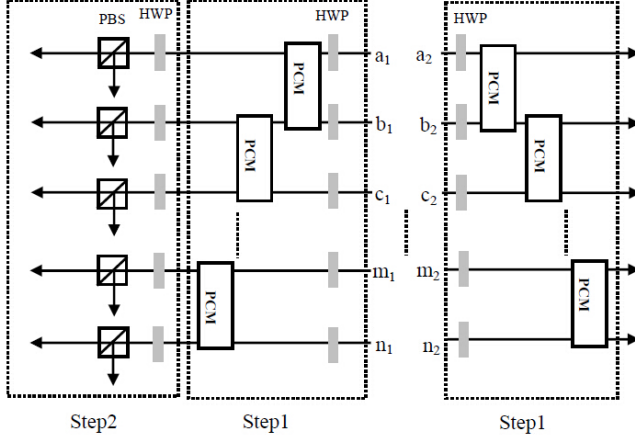 PBS HWP HWP HWP
a₁ a₂
PCM PCM
b₁ b₂
PCM PCM
c₁ c₂
m₁ m₂
PCM PCM
n₁ n₂
Step2 Step1 Step1